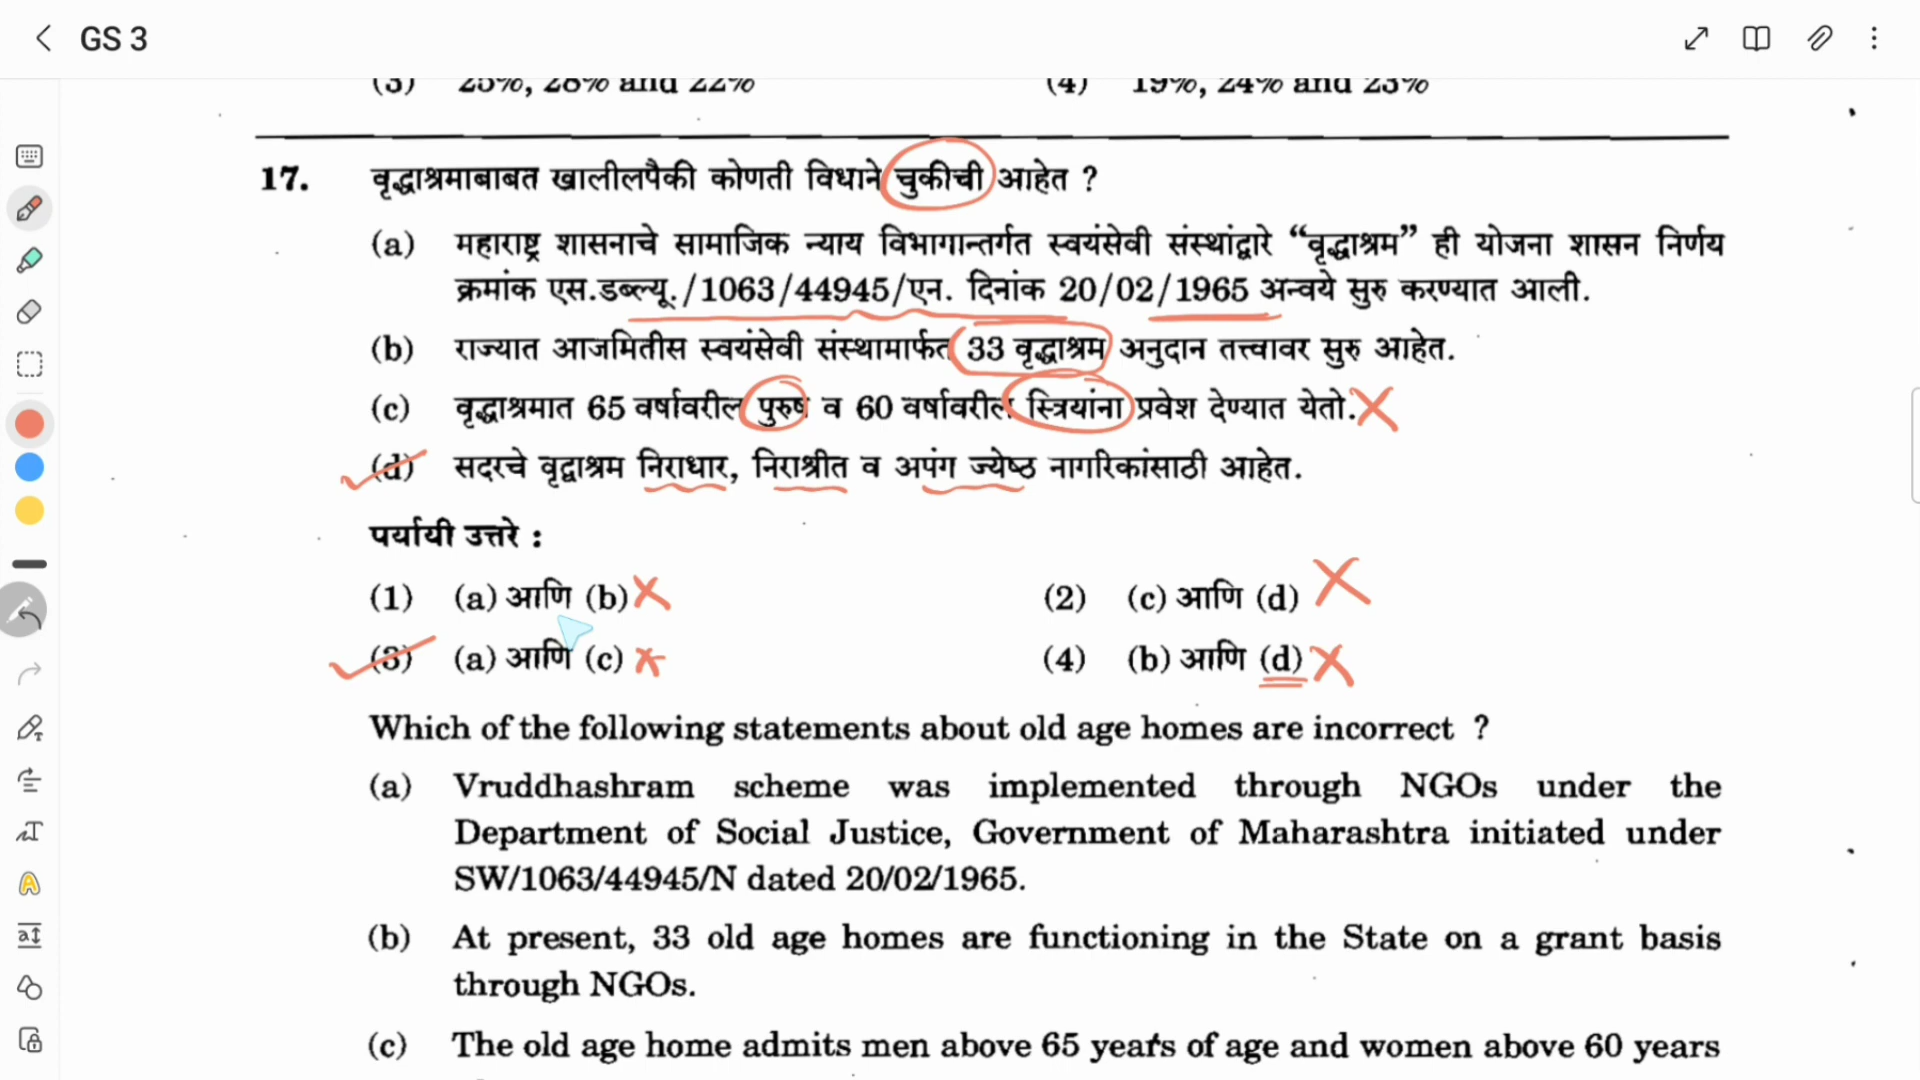 GS 3
(3) 25%, 28% and 22% (4) 19%, 24% and 23%
17. वृद्धाश्रमाबाबत खालीलपैकी कोणती विधाने चुकीची आहेत ?
(a) महाराष्ट्र शासनाचे सामाजिक न्याय विभागान्तर्गत स्वयंसेवी संस्थांद्वारे “वृद्धाश्रम” ही योजना शासन निर्णय
क्रमांक एस.डब्ल्यू./1063/44945/एन. दिनांक 20/02/1965 अन्वये सुरु करण्यात आली.
(b) राज्यात आजमितीस स्वयंसेवी संस्थामार्फत 33 वृद्धाश्रम अनुदान तत्त्वावर सुरु आहेत.
(c) वृद्धाश्रमात 65 वर्षावरील पुरुष व 60 वर्षावरील स्त्रियांना प्रवेश देण्यात येतो.
(d) सदरचे वृद्वाश्रम निराधार, निराश्रीत व अपंग ज्येष्ठ नागरिकांसाठी आहेत.
पर्यायी उत्तरे :
(1) (a) आणि (b) (2) (c) आणि (d)
(3) (a) आणि (c) (4) (b) आणि (d)
Which of the following statements about old age homes are incorrect ?
(a) Vruddhashram scheme was implemented through NGOs under the
Department of Social Justice, Government of Maharashtra initiated under
SW/1063/44945/N dated 20/02/1965.
(b) At present, 33 old age homes are functioning in the State on a grant basis
through NGOs.
(c) The old age home admits men above 65 years of age and women above 60 years